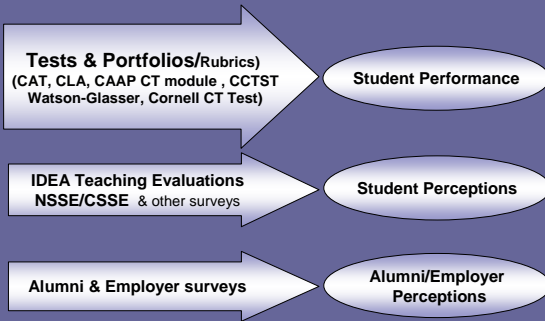 Tests & Portfolios/Rubrics)
(CAT, CLA, CAAP CT module , CCTST
Watson-Glasser, Cornell CT Test)
Student Performance
IDEA Teaching Evaluations
NSSE/CSSE & other surveys
Student Perceptions
Alumni & Employer surveys
Alumni/Employer
Perceptions